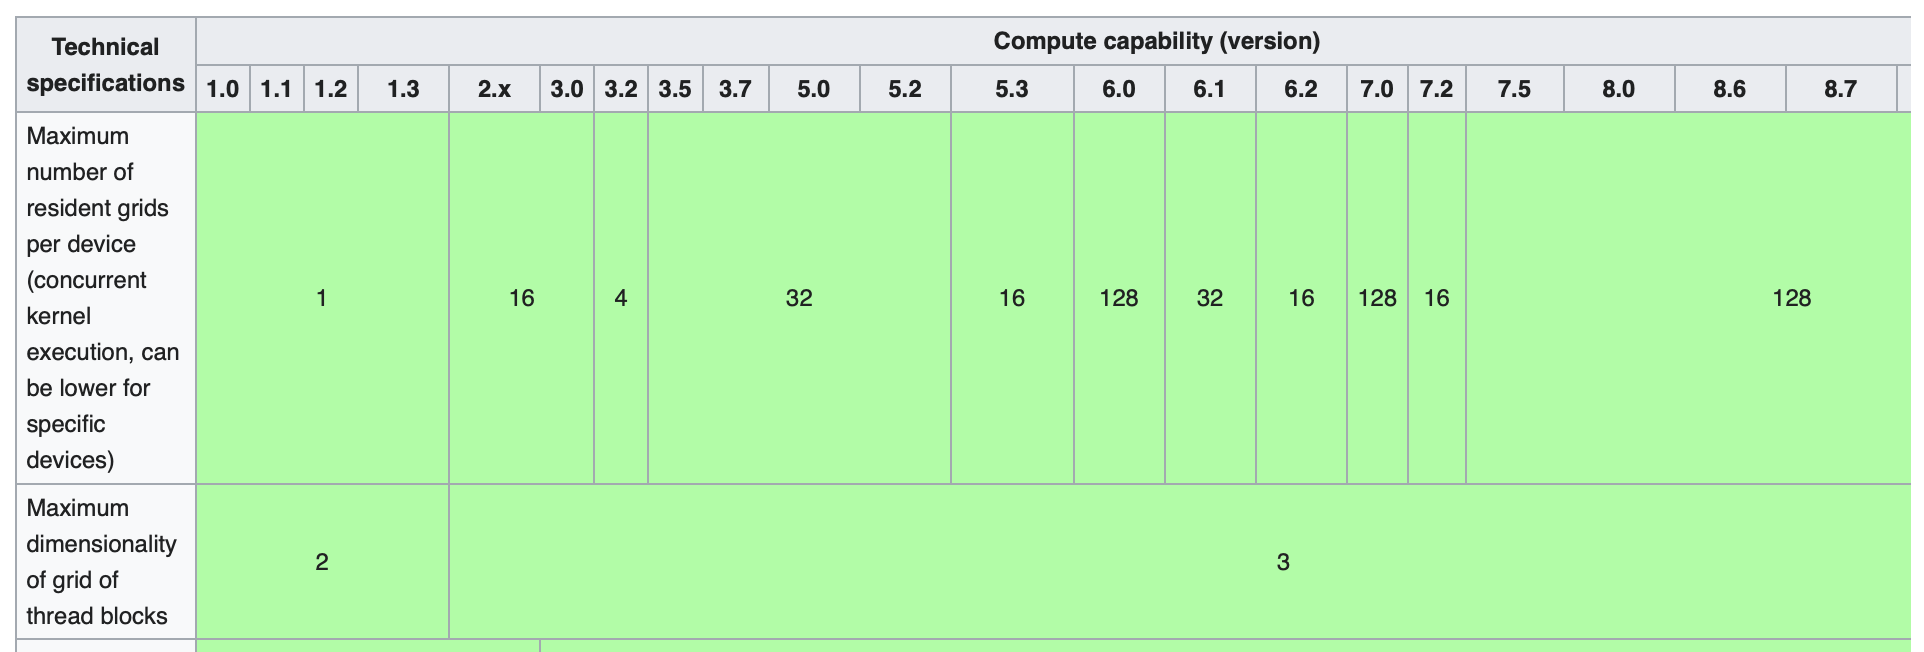 Technical
specifications
Compute capability (version)
1.0 1.1 1.2 1.3 2.x 3.0 3.2 3.5 3.7 5.0 5.2 5.3 6.0 6.1 6.2 7.0 7.2 7.5 8.0 8.6 8.7
Maximum
number of
resident grids
per device
(concurrent
kernel
execution, can
be lower for
specific
devices)
1 16 4 32 16 128 32 16 128 16 128
Maximum
dimensionality
of grid of
thread blocks
2 3